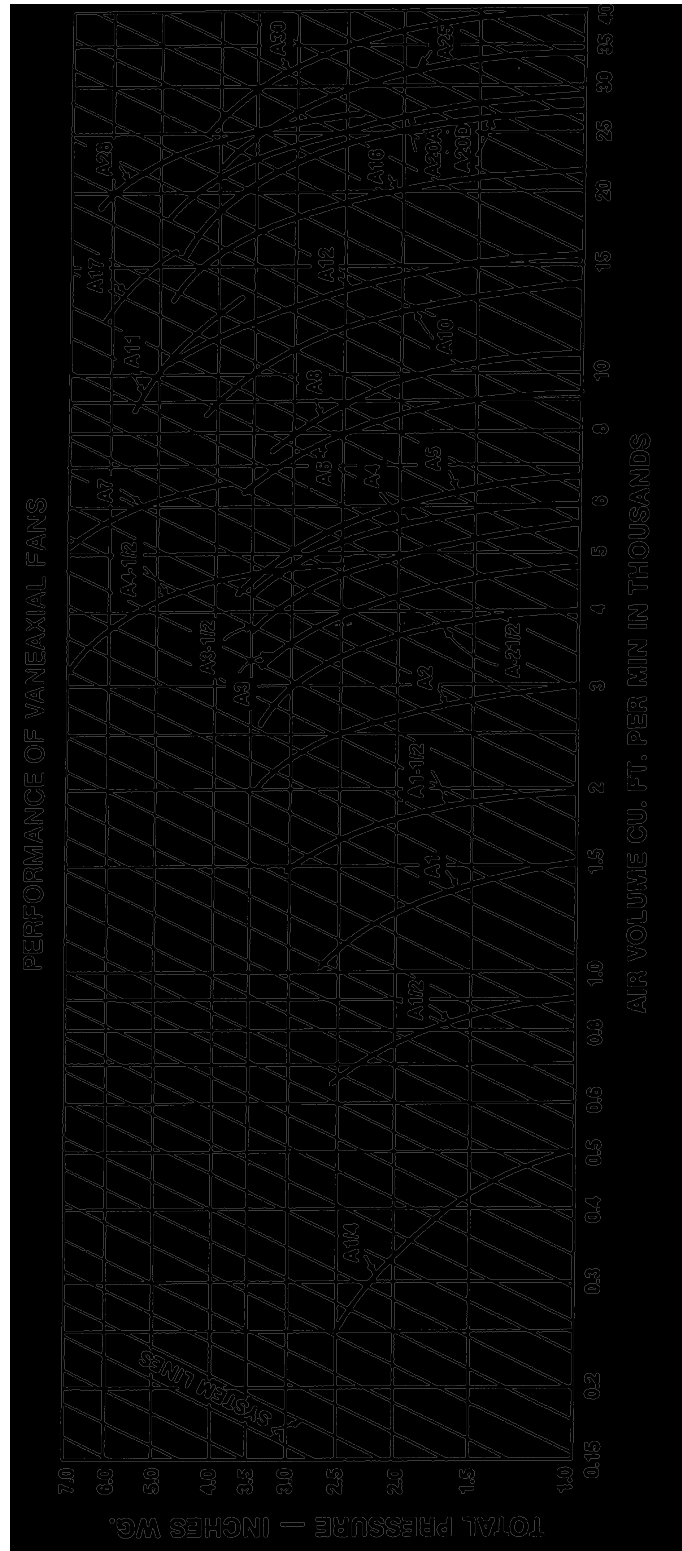 PERFORMANCE OF VANEAXIAL FANS
TOTAL PRESSURE — INCHES WG.
7.0
6.0
5.0
4.0
3.5
3.0
2.5
2.0
1.5
1.0
SYSTEM LINES
A1/4
A1/2
A1
A1-1/2
A2
A-21/2
A3
A3-1/2
A4-1/2
A7
A6
A4
A5
A8
A11
A10
A12
A17
A16
A20A
A20D
A26
A30
A25
0.15
0.2
0.3
0.4
0.5
0.6
0.8
1.0
1.5
2
3
4
5
6
8
10
15
20
25
30
35
40
AIR VOLUME CU. FT. PER MIN IN THOUSANDS